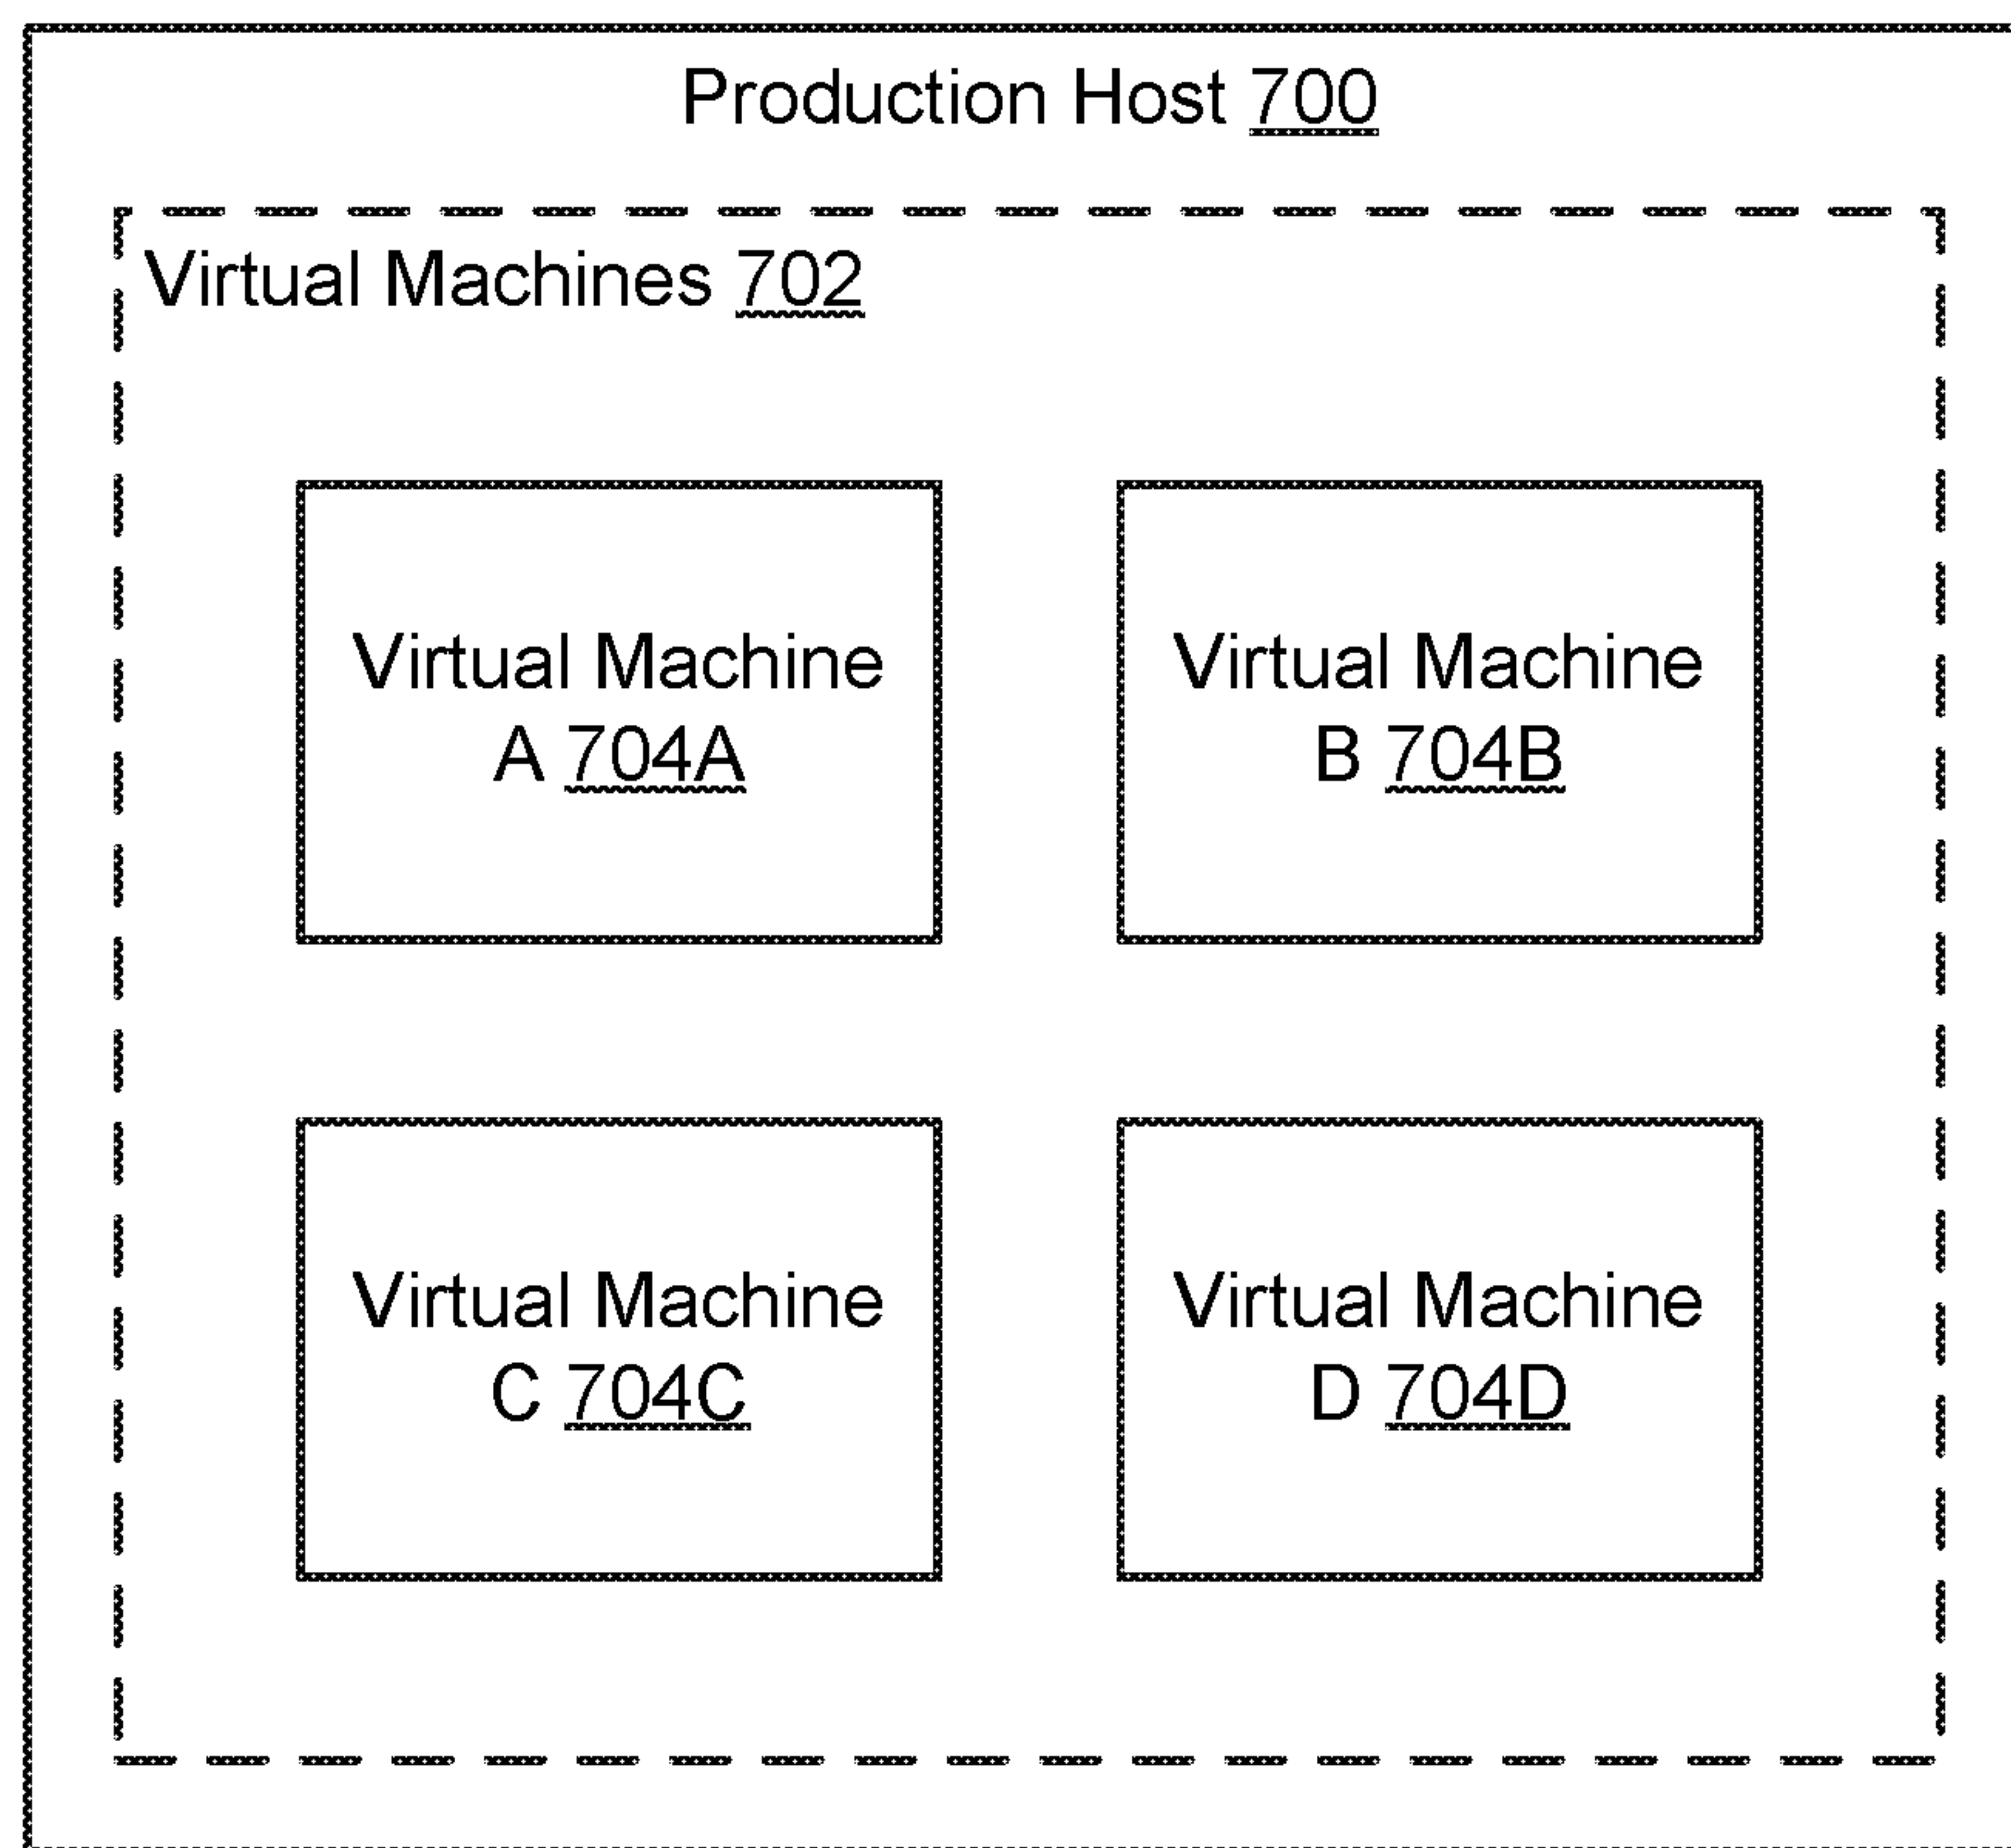 Production Host 700
Virtual Machines 702
Virtual Machine
A 704A
Virtual Machine
B 704B
Virtual Machine
C 704C
Virtual Machine
D 704D